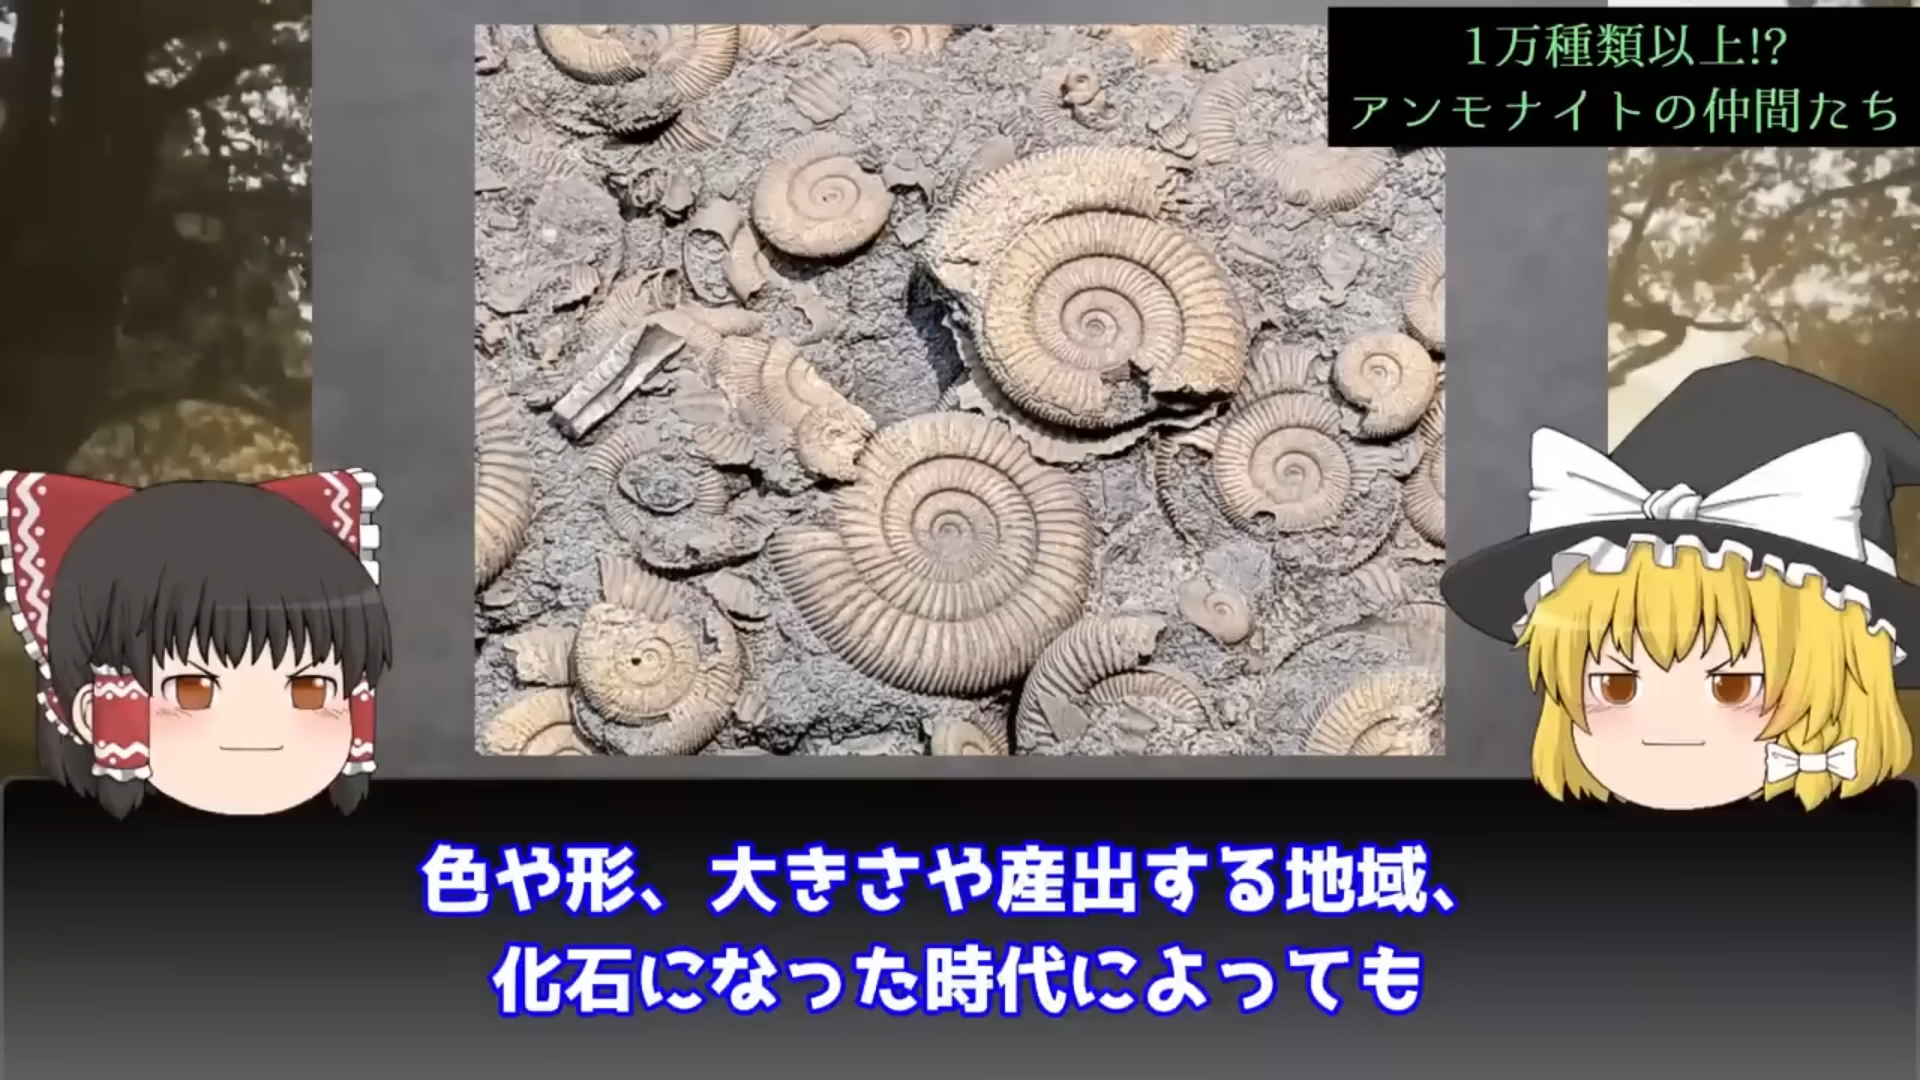 1万種類以上!?
アンモナイトの仲間たち
色や形、大きさや産出する地域、
化石になった時代によっても